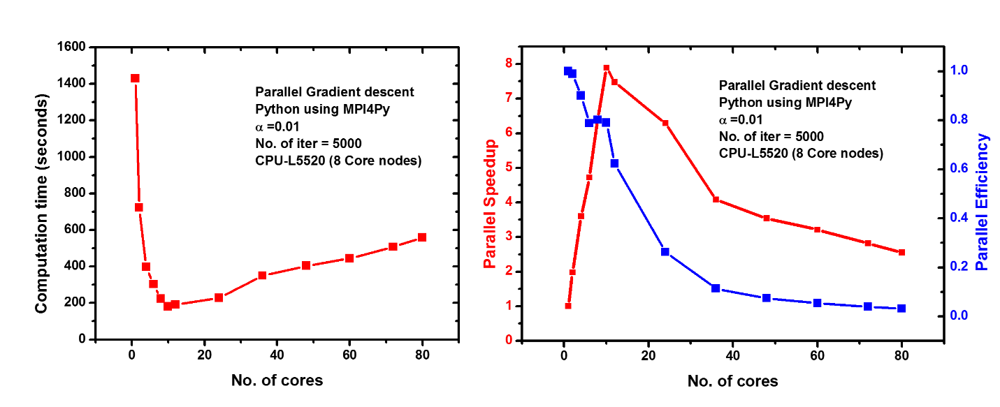 1600
1400
1200
1000
800
600
400
200
0
Computation time (seconds)
Parallel Gradient descent
Python using MPI4Py
α =0.01
No. of iter = 5000
CPU-L5520 (8 Core nodes)
0 20 40 60 80
No. of cores
8
7
6
5
4
3
2
1
0
Parallel Speedup
Parallel Gradient descent
Python using MPI4Py
α =0.01
No. of iter = 5000
CPU-L5520 (8 Core nodes)
1.0
0.8
0.6
0.4
0.2
0.0
Parallel Efficiency
0 20 40 60 80
No. of cores